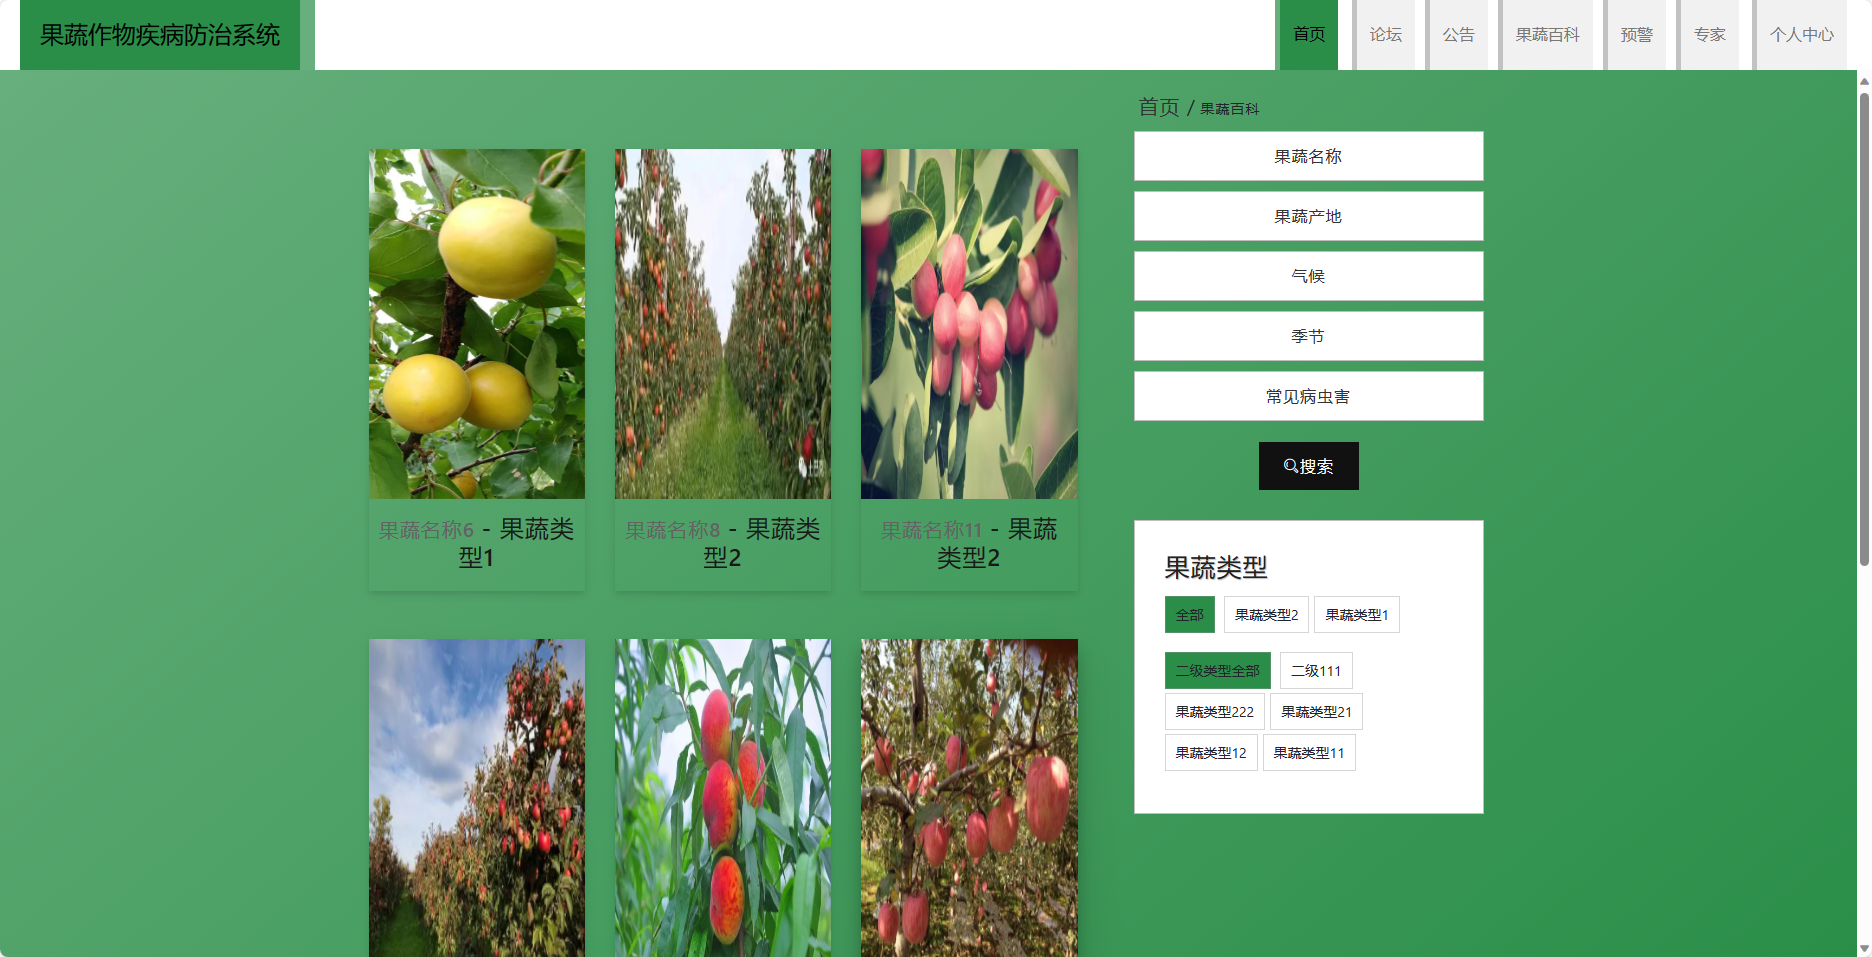 果蔬作物疾病防治系统
首页
论坛
公告
果蔬百科
预警
专家
个人中心
首页 / 果蔬百科
果蔬名称
果蔬产地
气候
季节
常见病虫害
搜索
果蔬名称6 - 果蔬类
型1
果蔬名称8 - 果蔬类
型2
果蔬名称11 - 果蔬
类型2
果蔬类型
全部 果蔬类型2 果蔬类型1
二级类型全部 二级111
果蔬类型222 果蔬类型21
果蔬类型12 果蔬类型11